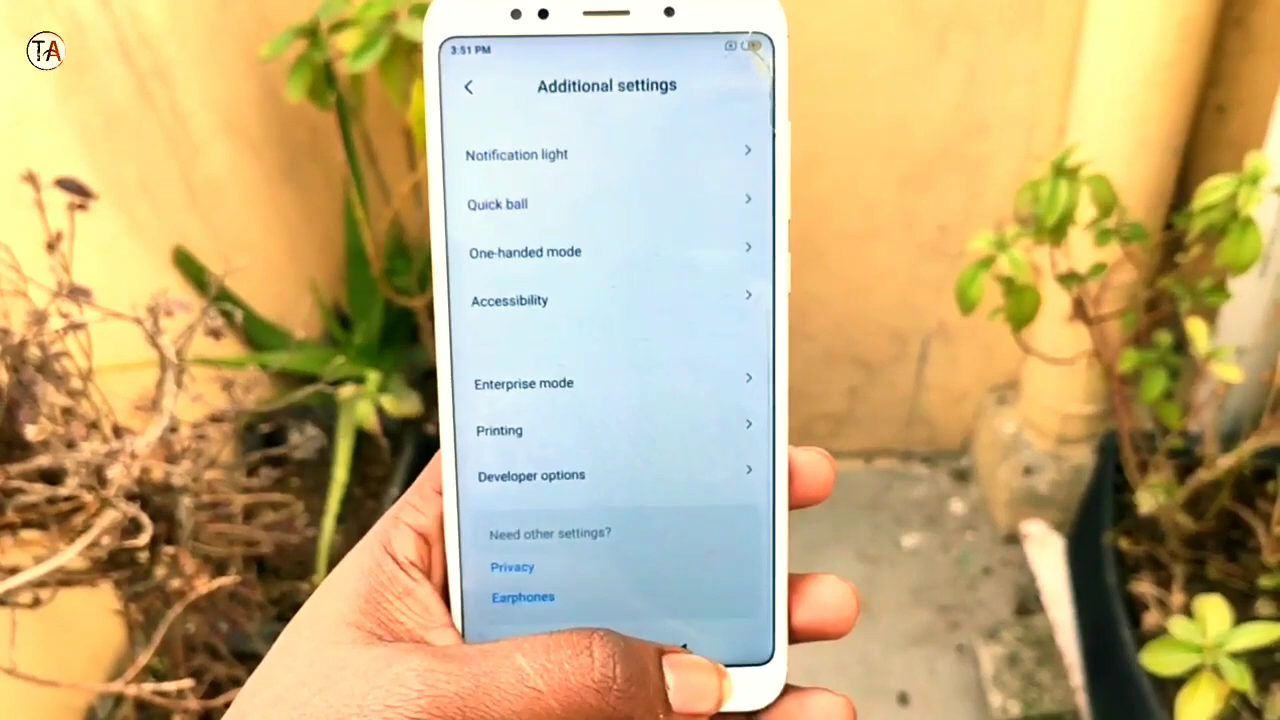 TA
3:51 PM
Additional settings
Notification light
Quick ball
One-handed mode
Accessibility
Enterprise mode
Printing
Developer options
Need other settings?
Privacy
Earphones